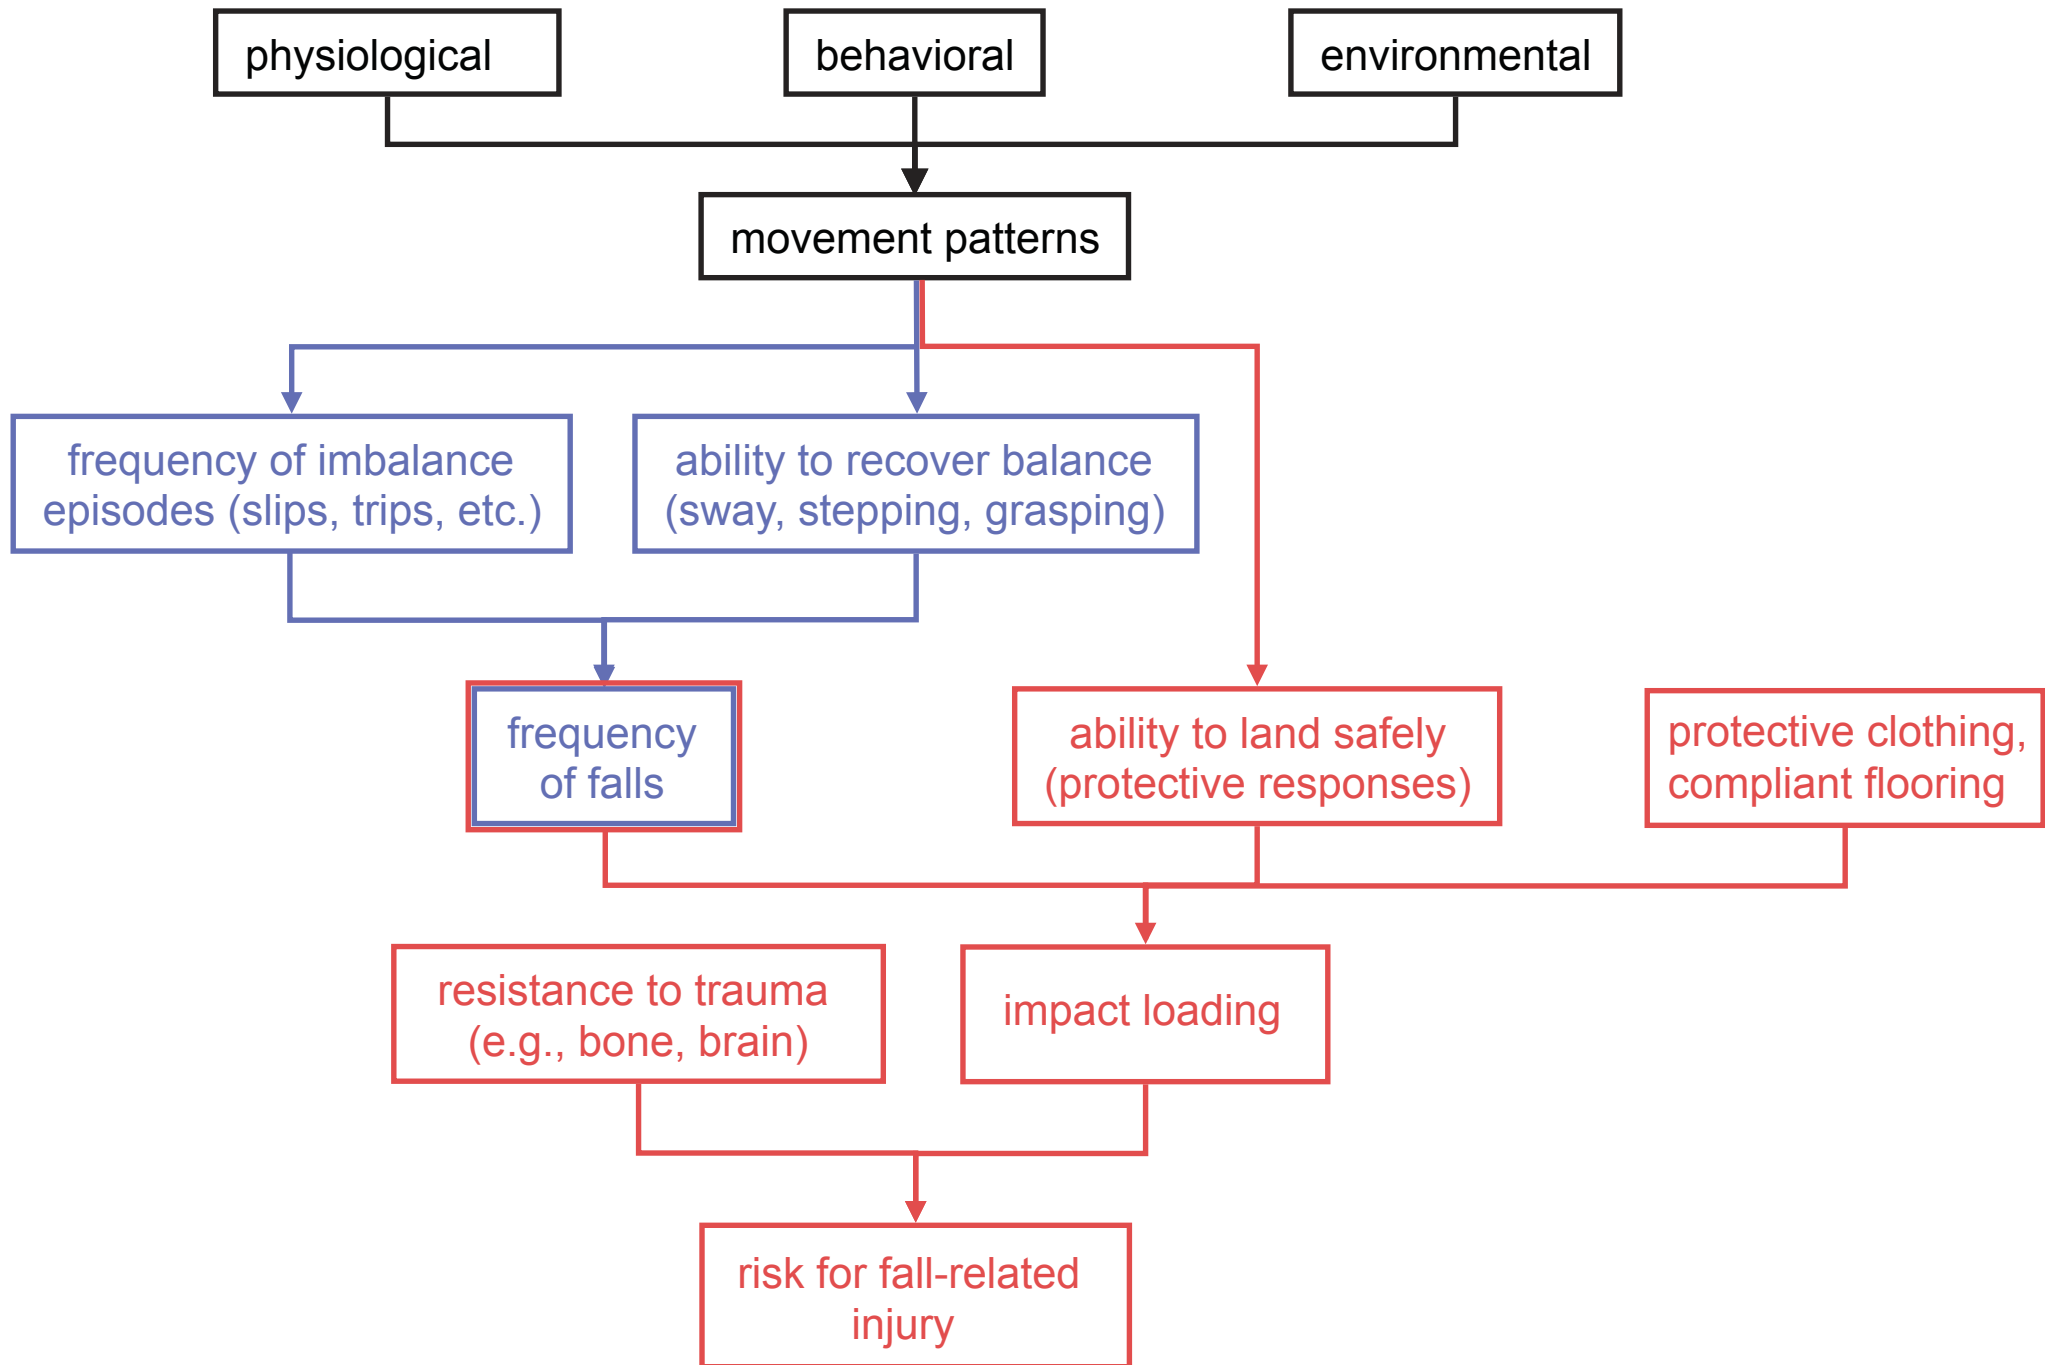 physiological
behavioral
environmental
movement patterns
frequency of imbalance
episodes (slips, trips, etc.)
ability to recover balance
(sway, stepping, grasping)
frequency
of falls
ability to land safely
(protective responses)
protective clothing,
compliant flooring
resistance to trauma
(e.g., bone, brain)
impact loading
risk for fall-related
injury